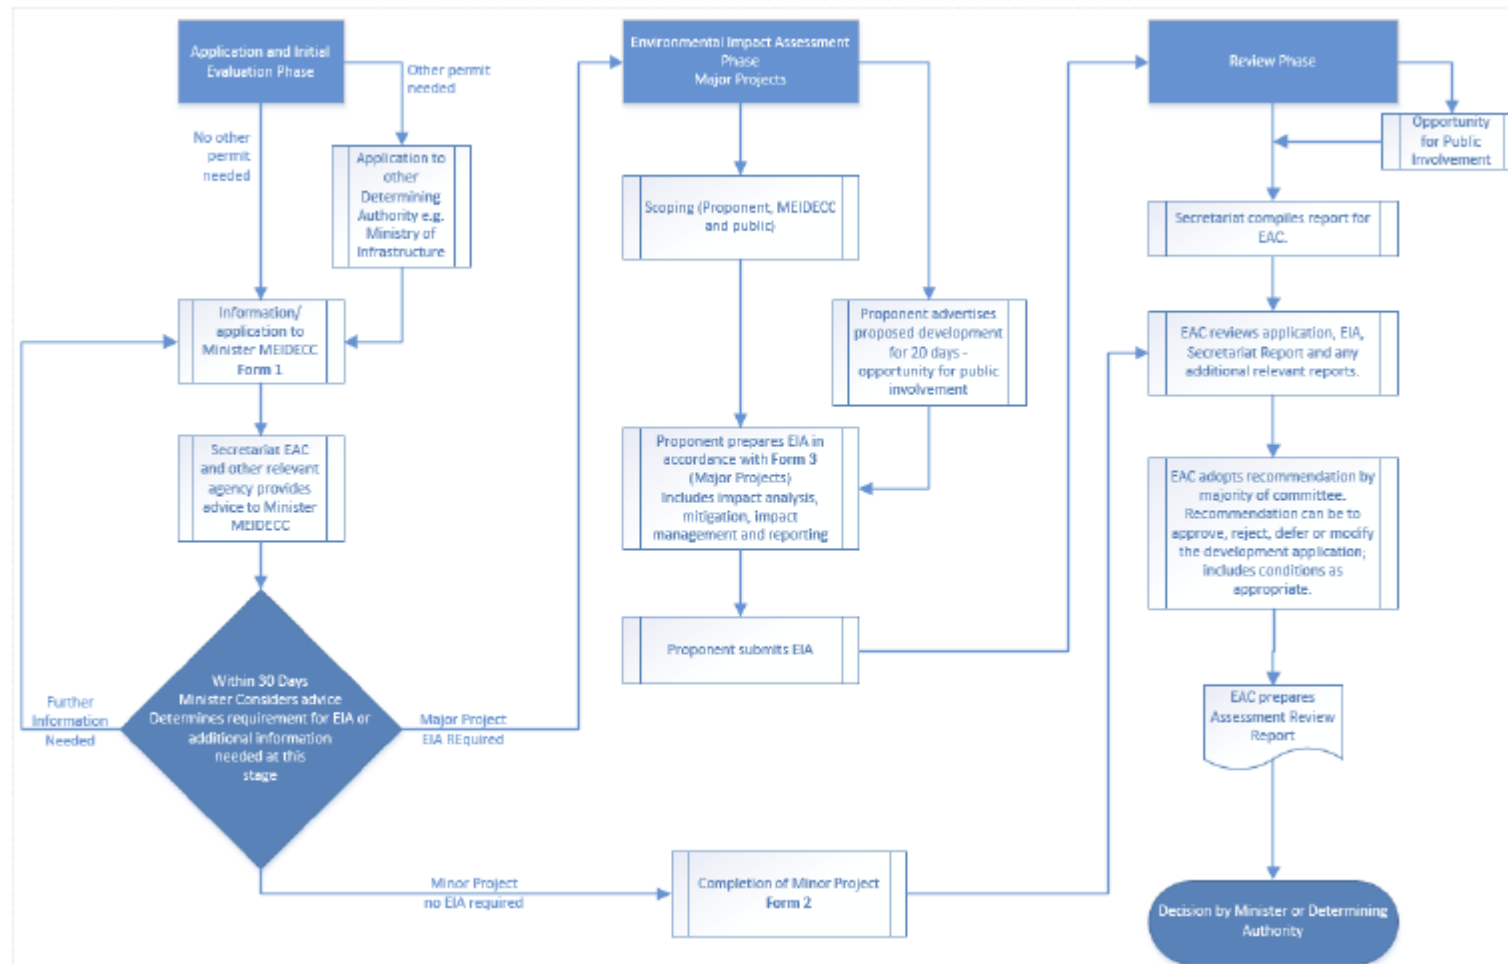 Application and Initial
Evaluation Phase
Other permit
needed
No other
permit
needed
Application to
other
Determining
Authority e.g.
Ministry of
Infrastructure
Information/
application to
Minister MEIDECC
Form 1
Secretariat EAC
and other relevant
agency provides
advice to Minister
MEIDECC
Within 30 Days
Minister Considers advice
Determines requirement for EIA or
additional information
needed at this
stage
Further
Information
Needed
Major Project
EIA REquired
Minor Project
no EIA required
Environmental Impact Assessment
Phase
Major Projects
Scoping (Proponent, MEIDECC
and public)
Proponent advertises
proposed development
for 20 days -
opportunity for public
involvement
Proponent prepares EIA in
accordance with Form 3
(Major Projects)
Includes impact analysis,
mitigation, impact
management and reporting
Proponent submits EIA
Completion of Minor Project
Form 2
Review Phase
Opportunity
for Public
Involvement
Secretariat compiles report for
EAC.
EAC reviews application, EIA,
Secretariat Report and any
additional relevant reports.
EAC adopts recommendation by
majority of committee.
Recommendation can be to
approve, reject, defer or modify
the development application;
includes conditions as
appropriate.
EAC prepares
Assessment Review
Report
Decision by Minister or Determining
Authority